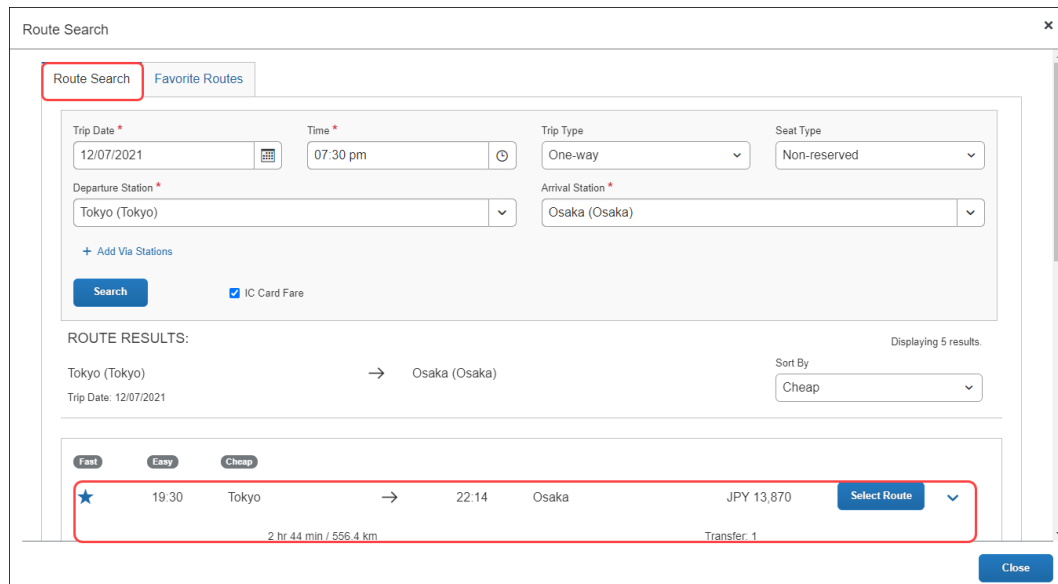 Route Search
×
Route Search Favorite Routes
Trip Date * Time * Trip Type Seat Type
12/07/2021 07:30 pm One-way Non-reserved
Departure Station * Arrival Station *
Tokyo (Tokyo) Osaka (Osaka)
+ Add Via Stations
Search IC Card Fare
ROUTE RESULTS:
Displaying 5 results.
Tokyo (Tokyo) → Osaka (Osaka)
Trip Date: 12/07/2021
Sort By
Cheap
Fast Easy Cheap
19:30 Tokyo → 22:14 Osaka JPY 13,870 Select Route
2 hr 44 min / 556.4 km Transfer: 1
Close